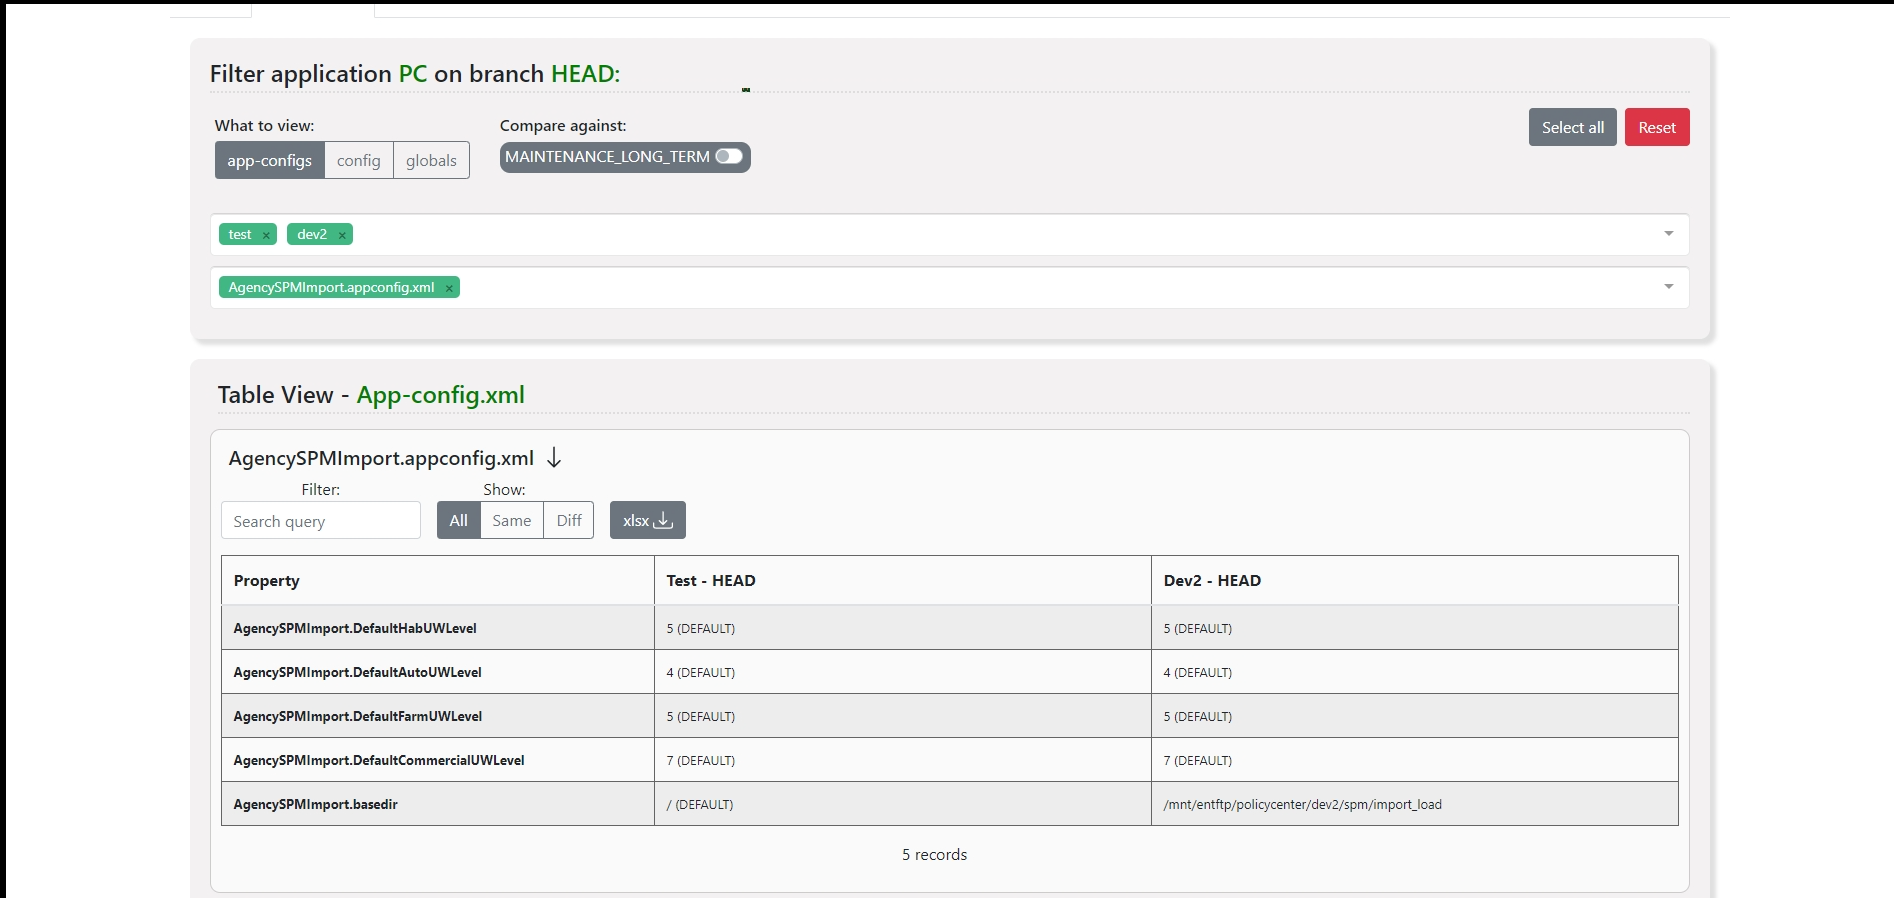 Filter application PC on branch HEAD:
What to view: Compare against:
Select all Reset
app-configs config globals MAINTENANCE_LONG_TERM
test × dev2 ×
AgencySPMImport.appconfig.xml ×
Table View - App-config.xml
AgencySPMImport.appconfig.xml ↓
Filter: Show:
Search query All Same Diff xlsx
Property Test - HEAD Dev2 - HEAD
AgencySPMImport.DefaultHabUWLevel 5 (DEFAULT) 5 (DEFAULT)
AgencySPMImport.DefaultAutoUWLevel 4 (DEFAULT) 4 (DEFAULT)
AgencySPMImport.DefaultFarmUWLevel 5 (DEFAULT) 5 (DEFAULT)
AgencySPMImport.DefaultCommercialUWLevel 7 (DEFAULT) 7 (DEFAULT)
AgencySPMImport.basedir / (DEFAULT) /mnt/entftp/policycenter/dev2/spm/import_load
5 records